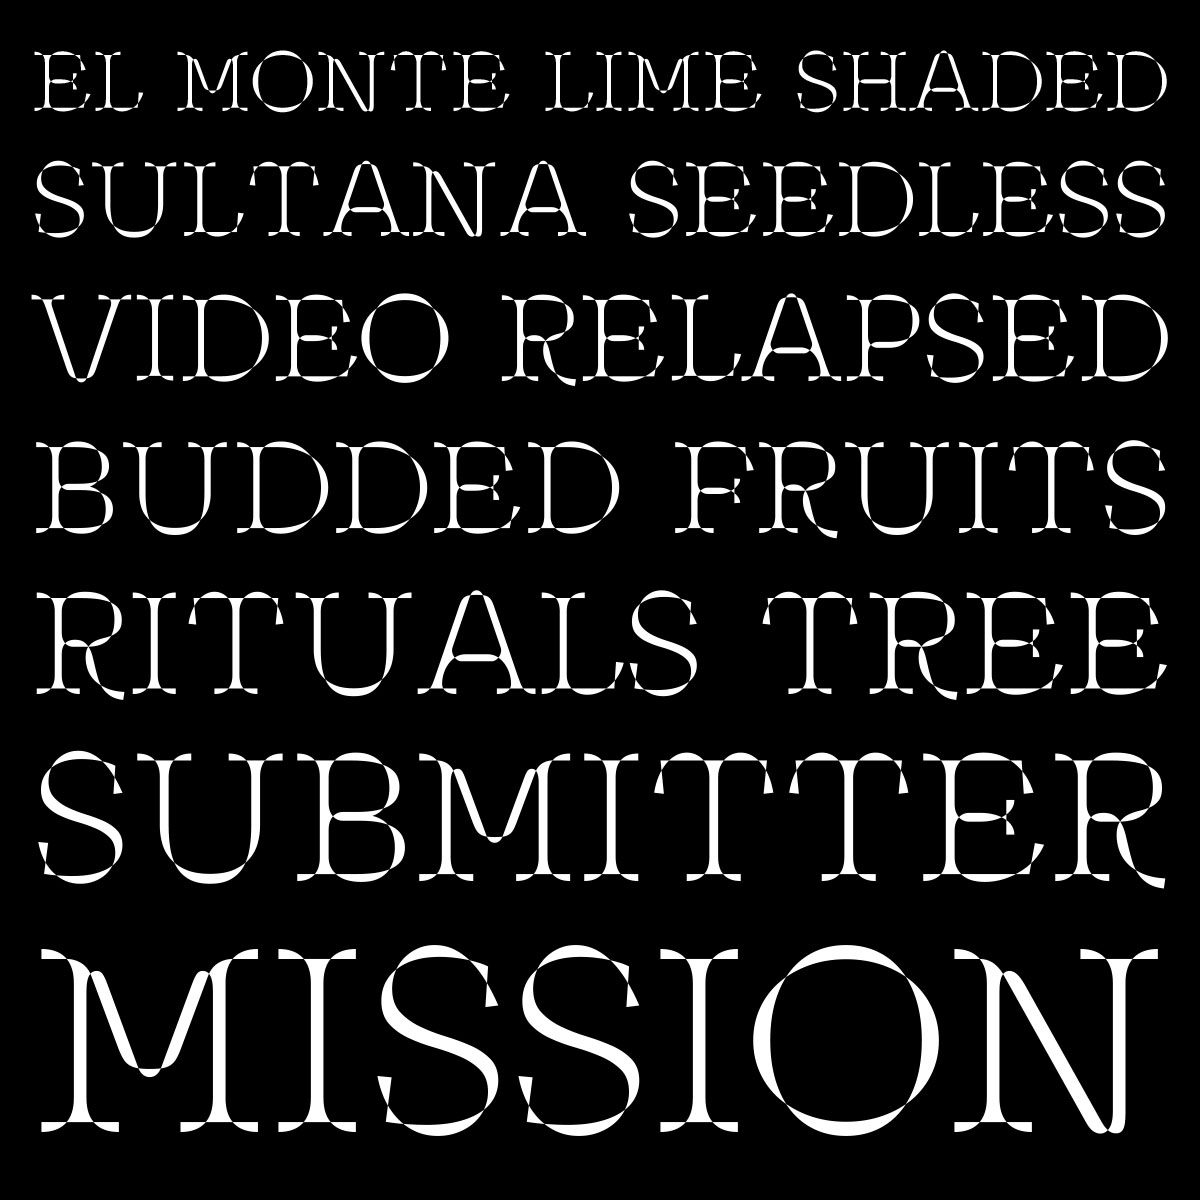 EL MONTE LIME SHADED
SULTANA SEEDLESS
VIDEO RELAPSED
BUDDED FRUITS
RITUALS TREE
SUBMITTER
MISSION